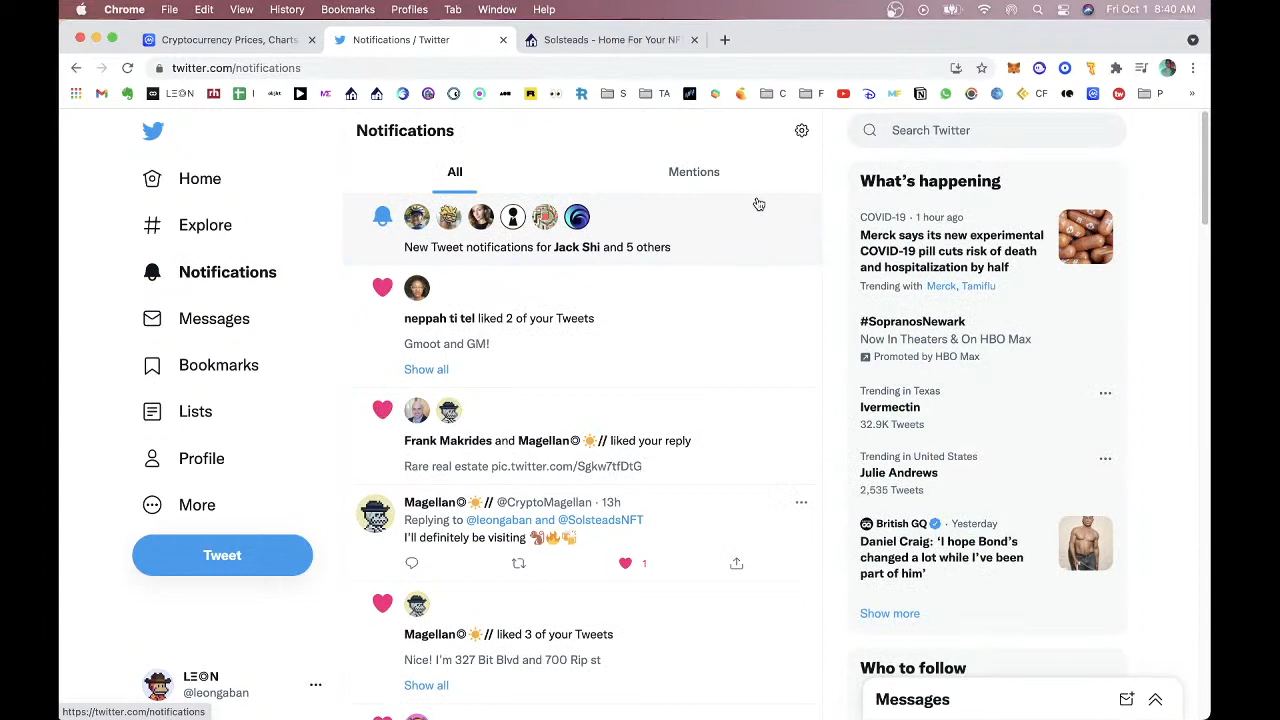 Chrome File Edit View History Bookmarks Profiles Tab Window Help Fri Oct 1 8:40 AM
Cryptocurrency Prices, Charts
Notifications / Twitter
Solsteads - Home For Your NF
twitter.com/notifications
LΞ◎N
I
okt
S
TA
C
F
CF
P
Notifications
Search Twitter
All
Mentions
Home
Explore
Notifications
Messages
Bookmarks
Lists
Profile
More
Tweet
LΞ◎N
@leongaban
https://twitter.com/notifications
New Tweet notifications for Jack Shi and 5 others
neppah ti tel liked 2 of your Tweets
Gmoot and GM!
Show all
Frank Makrides and Magellan◎☀️// liked your reply
Rare real estate pic.twitter.com/Sgkw7tfDtG
Magellan◎☀️// @CryptoMagellan · 13h
Replying to @leongaban and @SolsteadsNFT
I'll definitely be visiting
1
Magellan◎☀️// liked 3 of your Tweets
Nice! I'm 327 Bit Blvd and 700 Rip st
Show all
What's happening
COVID-19 · 1 hour ago
Merck says its new experimental
COVID-19 pill cuts risk of death
and hospitalization by half
Trending with Merck, Tamiflu
#SopranosNewark
Now In Theaters & On HBO Max
Promoted by HBO Max
Trending in Texas
Ivermectin
32.9K Tweets
Trending in United States
Julie Andrews
2,535 Tweets
British GQ · Yesterday
Daniel Craig: 'I hope Bond's
changed a lot while I've been
part of him'
Show more
Who to follow
Messages